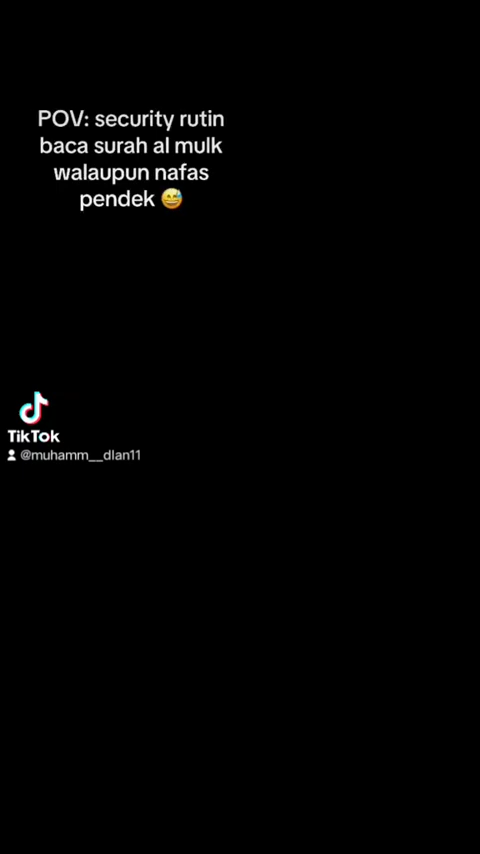 POV: security rutin
baca surah al mulk
walaupun nafas
pendek 😅
TikTok
@muhamm__dlan11